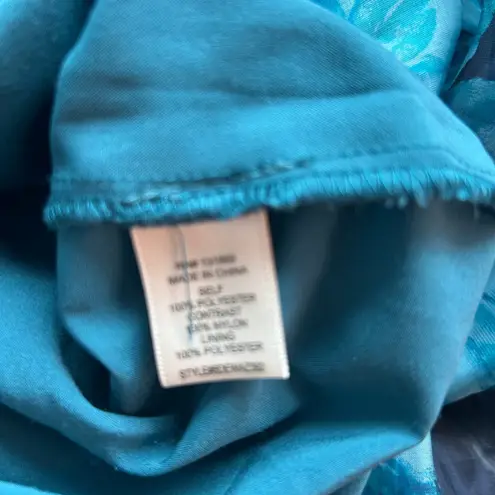 MADE IN CHINA
SELF
100% POLYESTER
CONTRAST
100% NYLON
LINING
100% POLYESTER